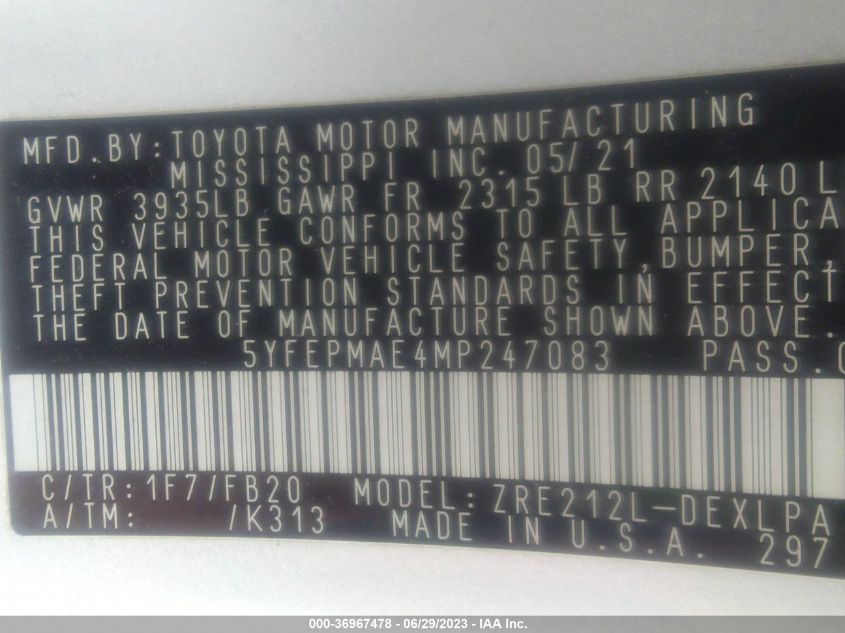 MFD.BY:TOYOTA MOTOR MANUFACTURING
MISSISSIPPI INC. 05/21
GVWR 3935LB GAWR FR 2315 LB RR 2140 L
THIS VEHICLE CONFORMS TO ALL APPLICA
FEDERAL MOTOR VEHICLE SAFETY,BUMPER,
THEFT PREVENTION STANDARDS IN EFFECT
THE DATE OF MANUFACTURE SHOWN ABOVE.
5YFEPMAE4MP247083 PASS.C
C/TR:1F7/FB20 MODEL:ZRE212L-DEXLPA
A/TM: /K313 MADE IN U.S.A. 297
000-36967478 - 06/29/2023 - IAA Inc.